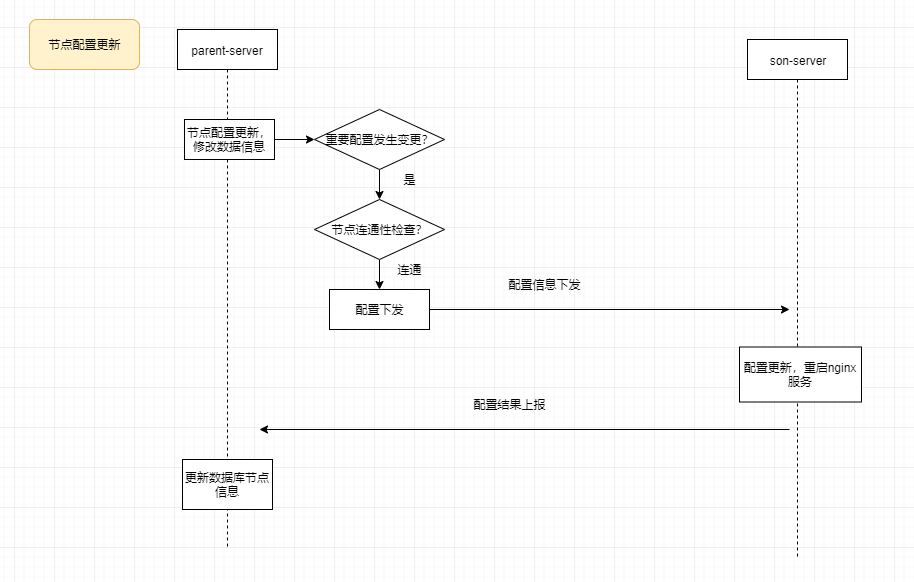 节点配置更新
parent-server
son-server
节点配置更新，
修改数据信息
重要配置发生变更?
是
节点连通性检查?
连通
配置下发
配置信息下发
配置更新，重启nginx
服务
配置结果上报
更新数据库节点
信息